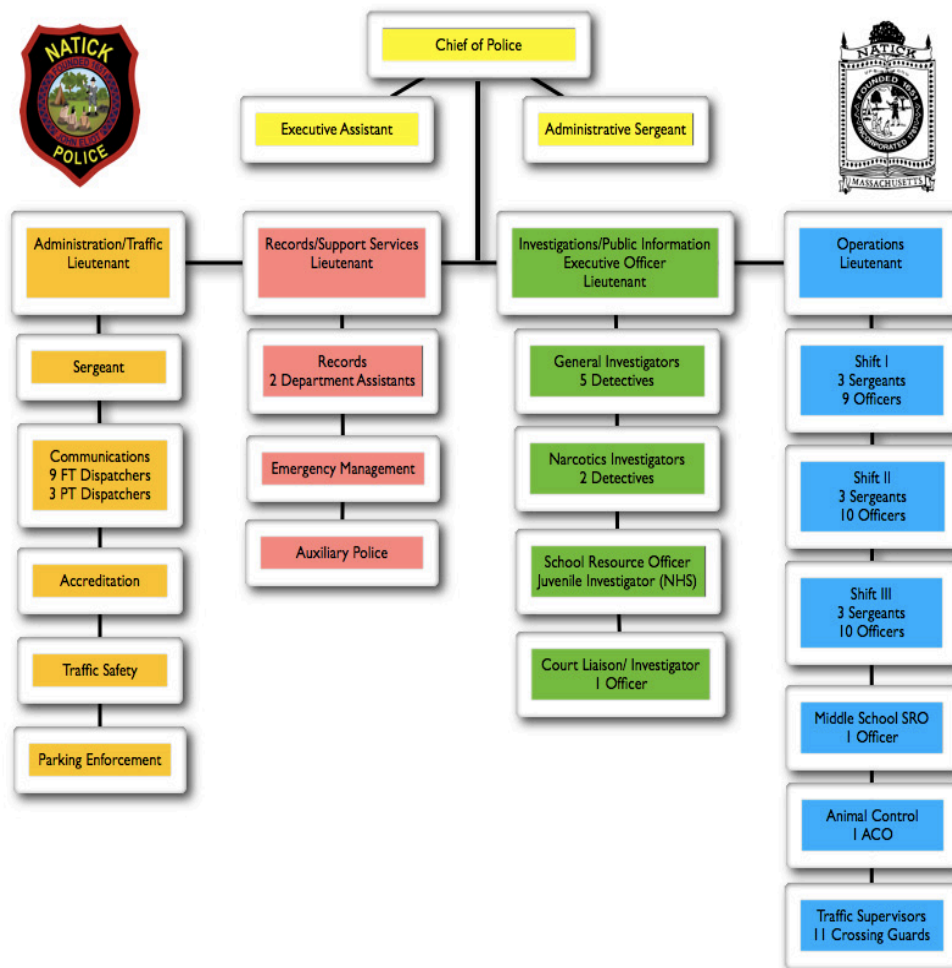 NATICK
FOUNDED 1651
JOHN ELIOT
POLICE
Chief of Police
NATICK
FOUNDED 1651
INCORPORATED 1781
MASSACHUSETTS
Executive Assistant
Administrative Sergeant
Administration/Traffic
Lieutenant
Sergeant
Communications
9 FT Dispatchers
3 PT Dispatchers
Accreditation
Traffic Safety
Parking Enforcement
Records/Support Services
Lieutenant
Records
2 Department Assistants
Emergency Management
Auxiliary Police
Investigations/Public Information
Executive Officer
Lieutenant
General Investigators
5 Detectives
Narcotics Investigators
2 Detectives
School Resource Officer
Juvenile Investigator (NHS)
Court Liaison/ Investigator
1 Officer
Operations
Lieutenant
Shift I
3 Sergeants
9 Officers
Shift II
3 Sergeants
10 Officers
Shift III
3 Sergeants
10 Officers
Middle School SRO
1 Officer
Animal Control
1 ACO
Traffic Supervisors
11 Crossing Guards